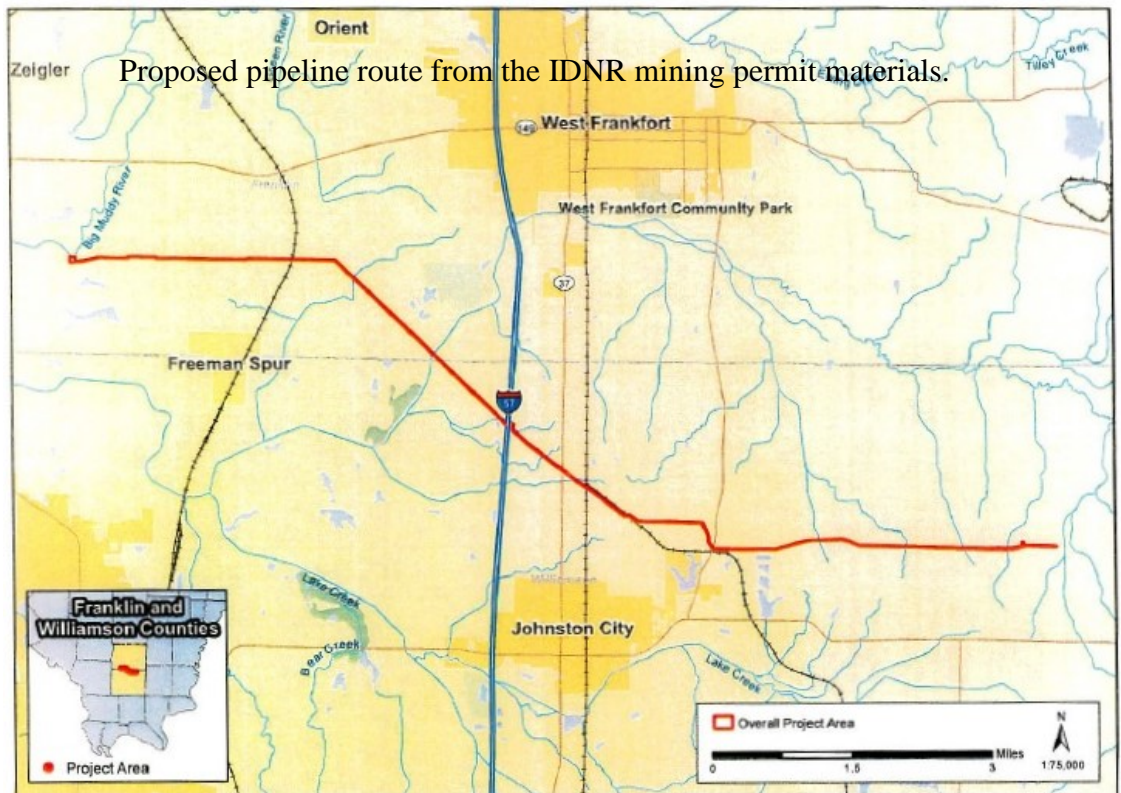 Orient
Zeigler
Proposed pipeline route from the IDNR mining permit materials.
Tilley Creek
149
West Frankfort
Big Muddy River
West Frankfort Community Park
37
Freeman Spur
57
Lake Creek
Bear Creek
Johnston City
Lake Creek
Franklin and
Williamson Counties
Project Area
Overall Project Area
N
Miles
0
1.5
3
1:75,000